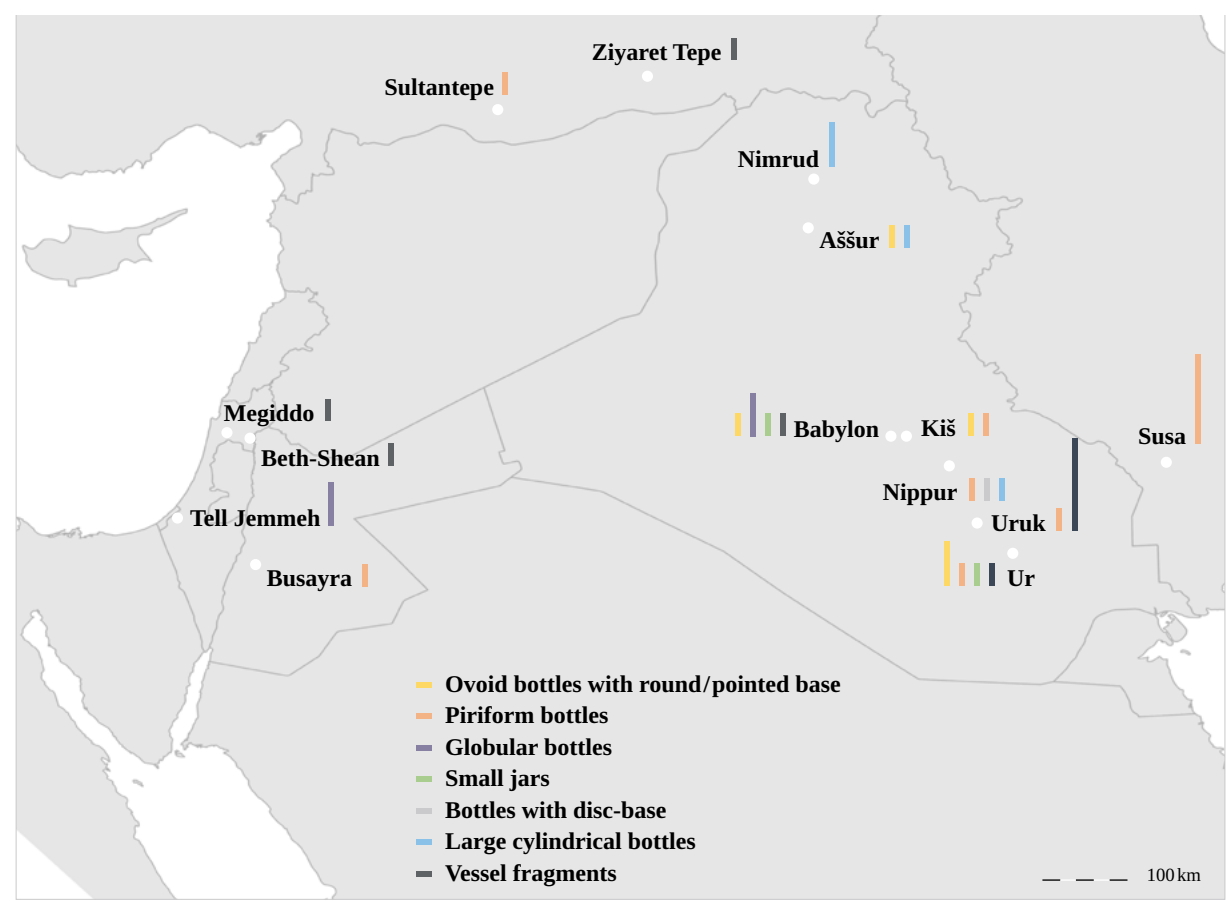 Ziyaret Tepe
Sultantepe
Nimrud
Aššur
Megiddo
Babylon
Kiš
Susa
Beth-Shean
Nippur
Tell Jemmeh
Uruk
Busayra
Ur
Ovoid bottles with round/pointed base
Piriform bottles
Globular bottles
Small jars
Bottles with disc-base
Large cylindrical bottles
Vessel fragments
100 km